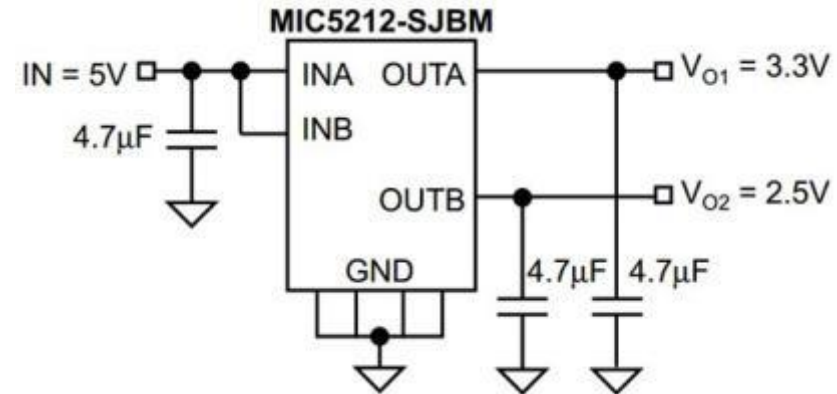 MIC5212-SJBM
IN = 5V
INA
OUTA
VO1 = 3.3V
4.7µF
INB
OUTB
VO2 = 2.5V
GND
4.7µF
4.7µF